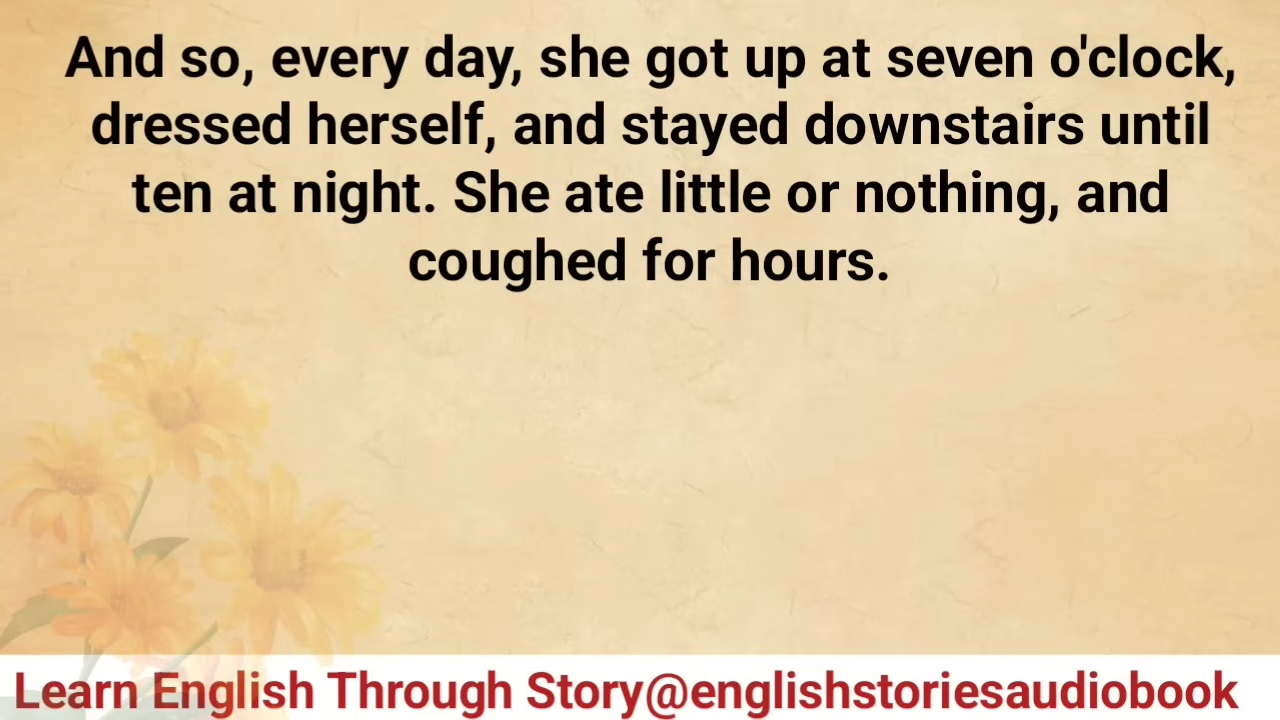 And so, every day, she got up at seven o'clock,
dressed herself, and stayed downstairs until
ten at night. She ate little or nothing, and
coughed for hours.
Learn English Through Story@englishstoriesaudiobook